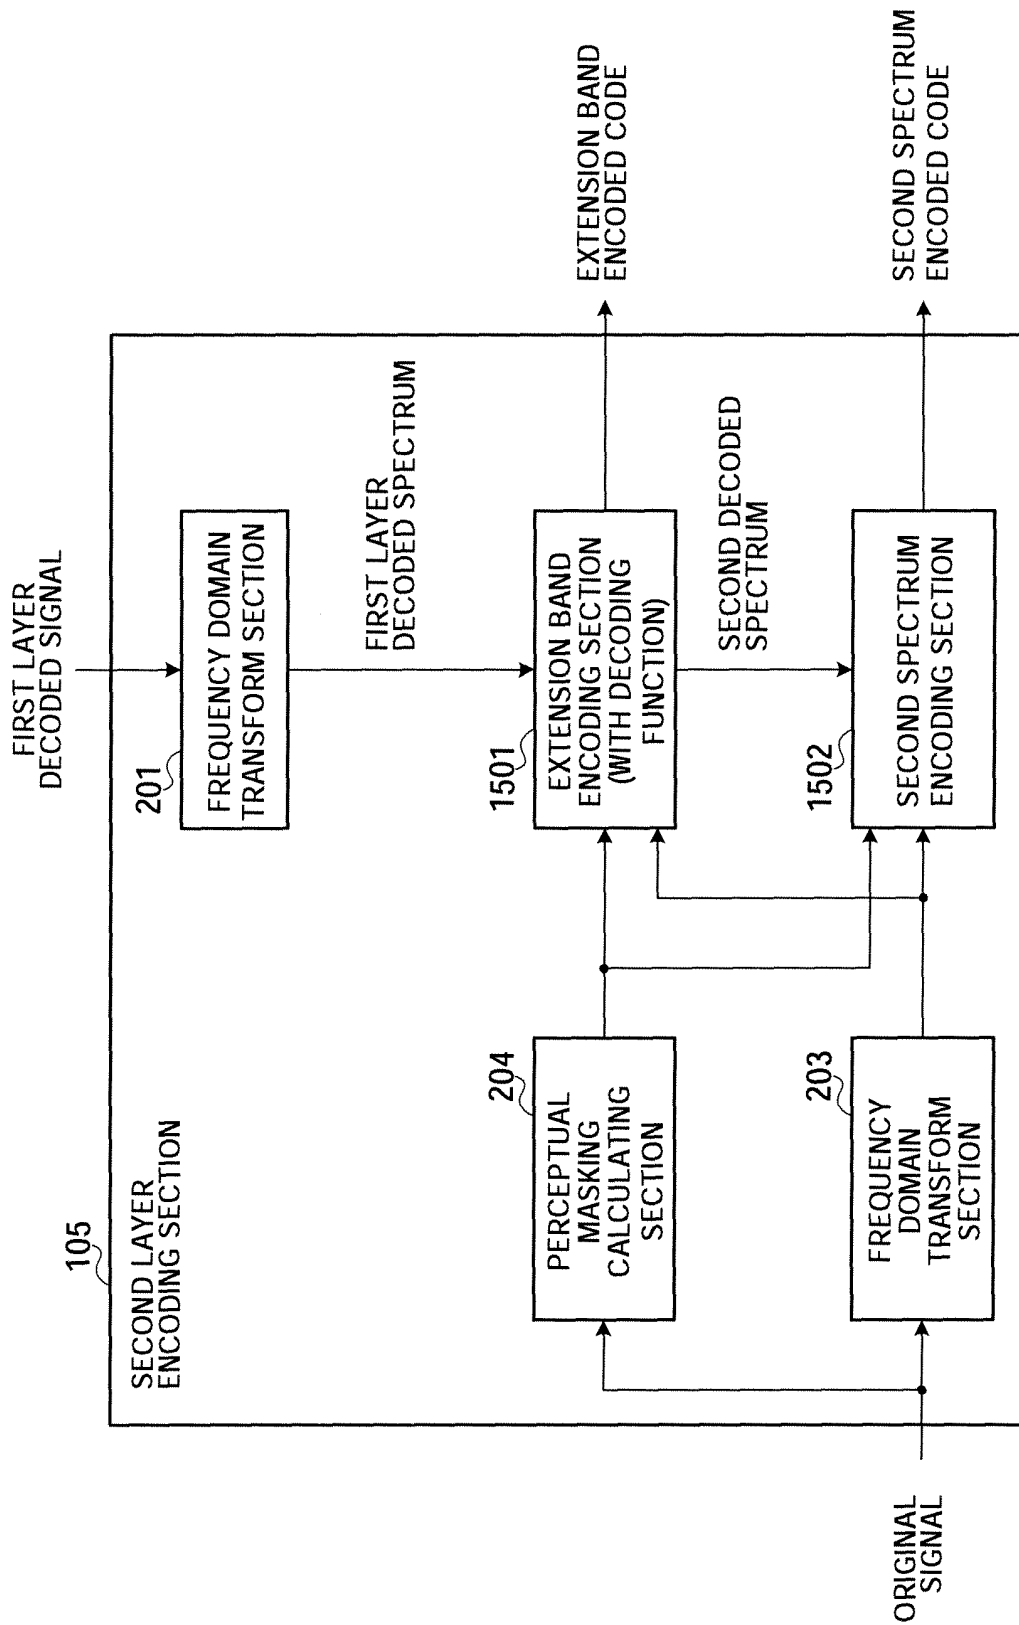 105
SECOND LAYER
ENCODING SECTION
FIRST LAYER
DECODED SIGNAL
201
FREQUENCY DOMAIN
TRANSFORM SECTION
FIRST LAYER
DECODED SPECTRUM
204
PERCEPTUAL
MASKING
CALCULATING
SECTION
1501
EXTENSION BAND
ENCODING SECTION
(WITH DECODING
FUNCTION)
EXTENSION BAND
ENCODED CODE
SECOND DECODED
SPECTRUM
ORIGINAL
SIGNAL
203
FREQUENCY
DOMAIN
TRANSFORM
SECTION
1502
SECOND SPECTRUM
ENCODING SECTION
SECOND SPECTRUM
ENCODED CODE